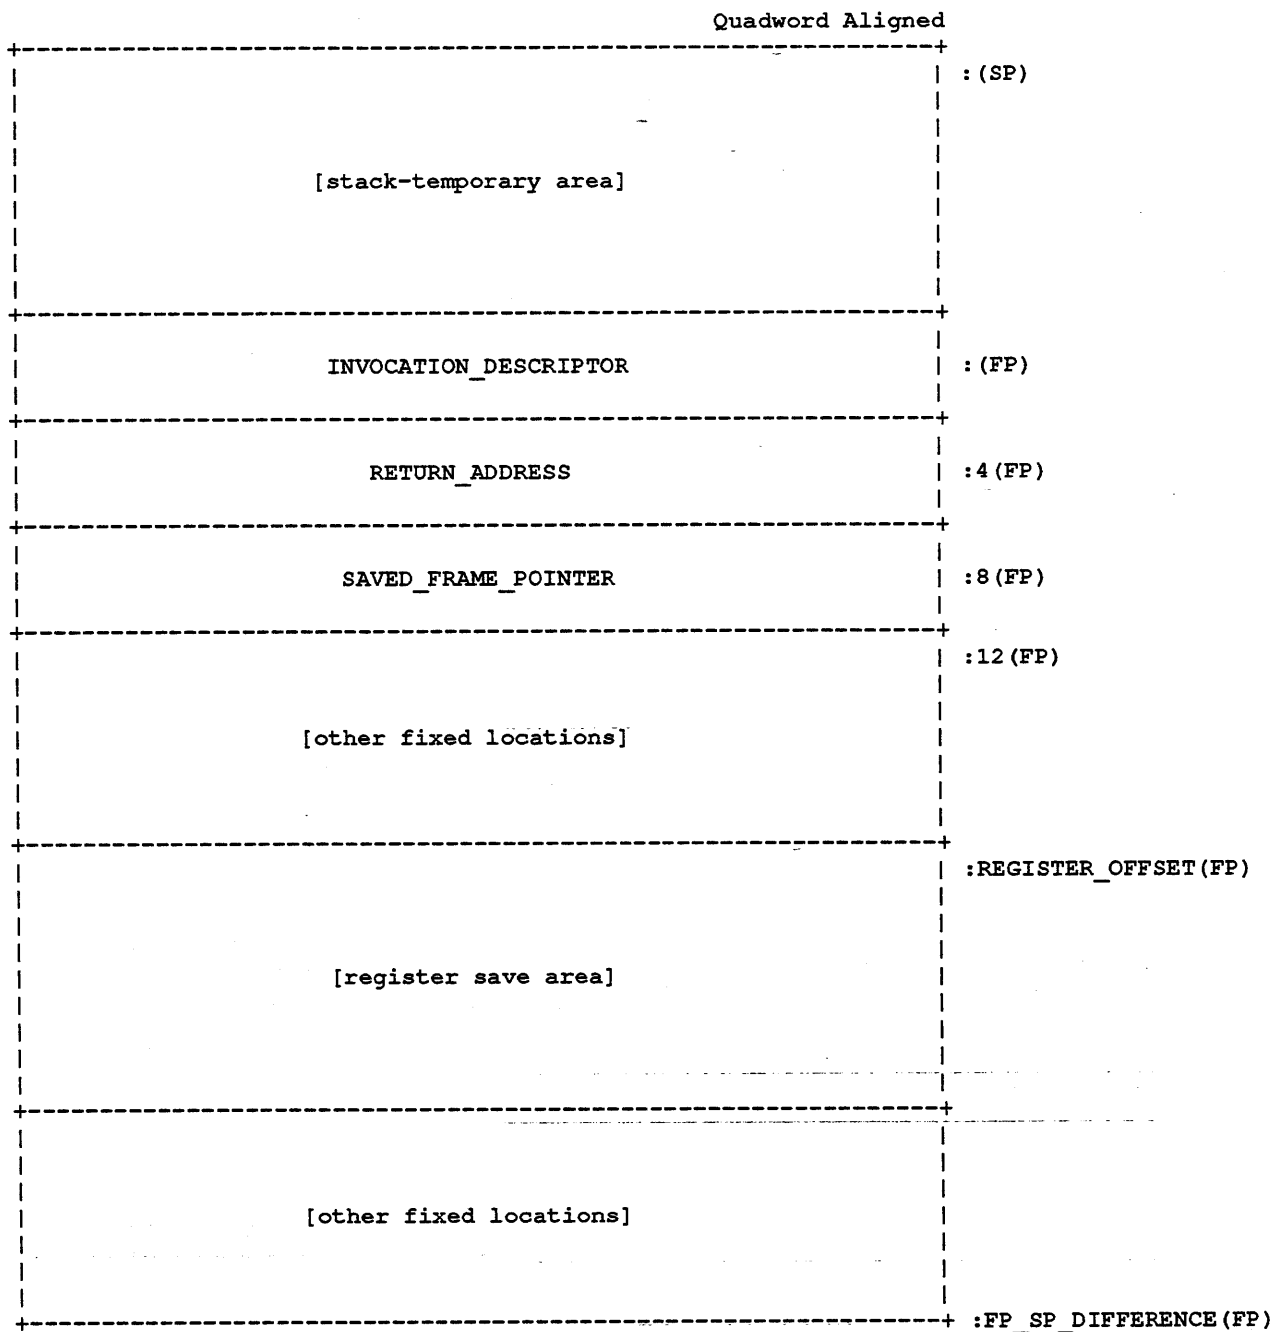 Quadword Aligned
:(SP)
[stack-temporary area]
INVOCATION_DESCRIPTOR :(FP)
RETURN_ADDRESS :4(FP)
SAVED_FRAME_POINTER :8(FP)
:12(FP)
[other fixed locations]
:REGISTER_OFFSET(FP)
[register save area]
[other fixed locations]
:FP_SP_DIFFERENCE(FP)